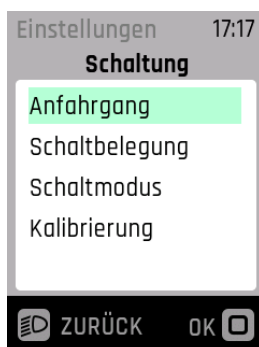 Einstellungen 17:17
Schaltung
Anfahrgang
Schaltbelegung
Schaltmodus
Kalibrierung
ZURÜCK OK